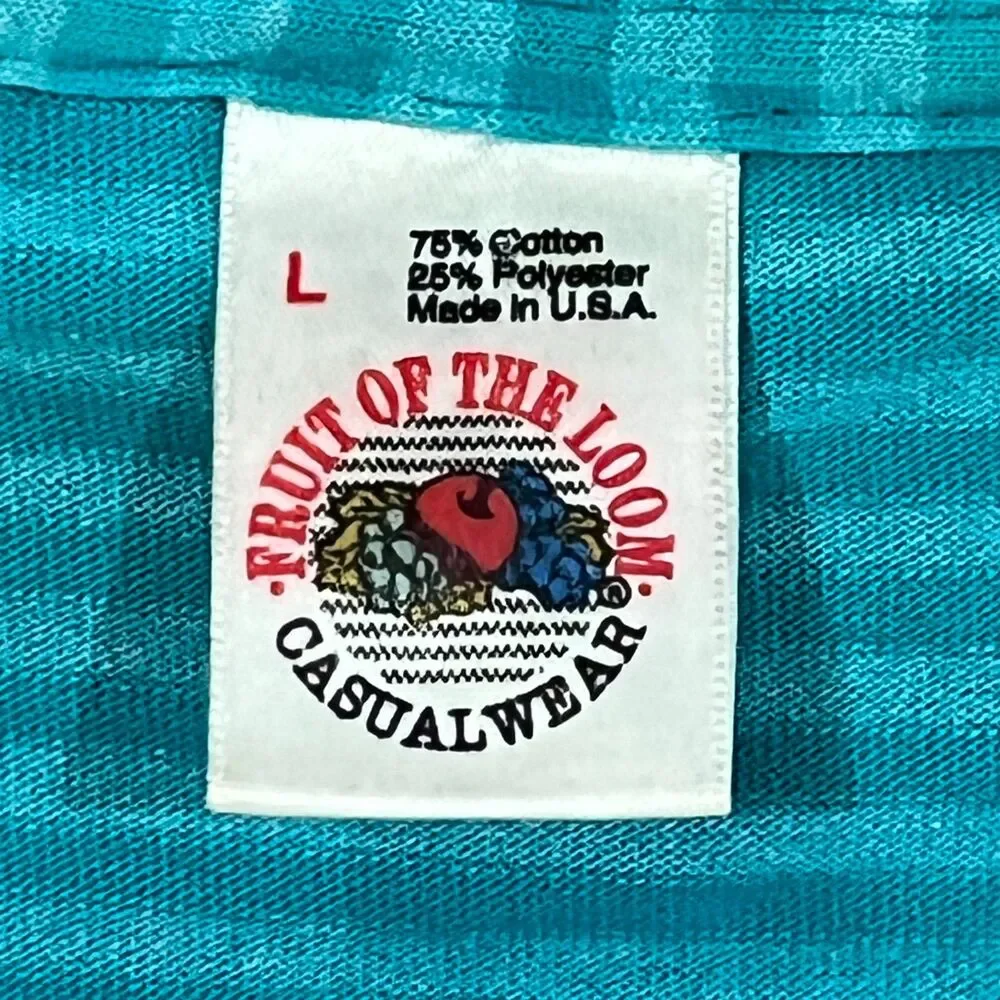 L
75% Cotton
25% Polyester
Made in U.S.A.
·FRUIT OF THE LOOM·
®
CASUALWEAR